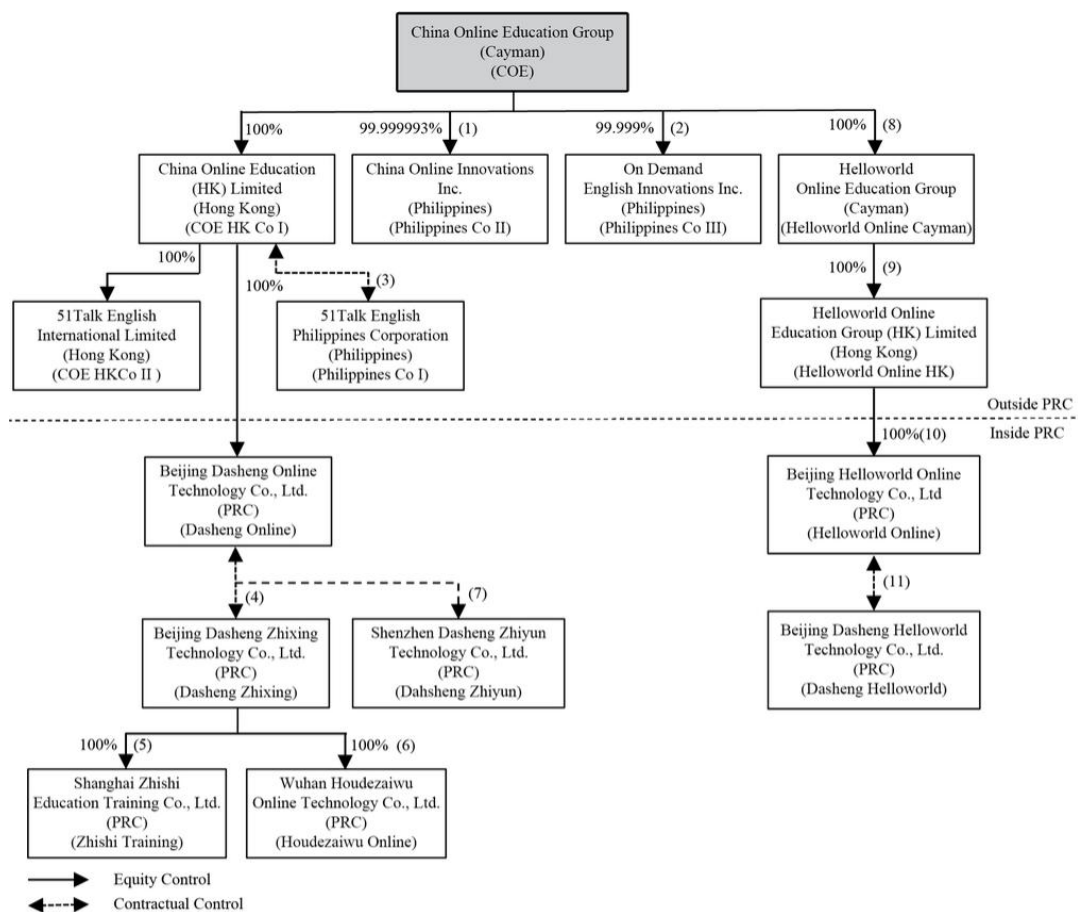 China Online Education Group
(Cayman)
(COE)
100%
99.999993% (1)
99.999% (2)
100% (8)
China Online Education
(HK) Limited
(Hong Kong)
(COE HK Co I)
China Online Innovations
Inc.
(Philippines)
(Philippines Co II)
On Demand
English Innovations Inc.
(Philippines)
(Philippines Co III)
Helloworld
Online Education Group
(Cayman)
(Helloworld Online Cayman)
100%
100%
(3)
100% (9)
51Talk English
International Limited
(Hong Kong)
(COE HKCo II )
51Talk English
Philippines Corporation
(Philippines)
(Philippines Co I)
Helloworld Online
Education Group (HK) Limited
(Hong Kong)
(Helloworld Online HK)
Outside PRC
Inside PRC
100%(10)
Beijing Dasheng Online
Technology Co., Ltd.
(PRC)
(Dasheng Online)
Beijing Helloworld Online
Technology Co., Ltd
(PRC)
(Helloworld Online)
(4)
(7)
(11)
Beijing Dasheng Zhixing
Technology Co., Ltd.
(PRC)
(Dasheng Zhixing)
Shenzhen Dasheng Zhiyun
Technology Co., Ltd.
(PRC)
(Dahsheng Zhiyun)
Beijing Dasheng Helloworld
Technology Co., Ltd.
(PRC)
(Dasheng Helloworld)
100% (5)
100% (6)
Shanghai Zhishi
Education Training Co., Ltd.
(PRC)
(Zhishi Training)
Wuhan Houdezaiwu
Online Technology Co., Ltd.
(PRC)
(Houdezaiwu Online)
Equity Control
Contractual Control